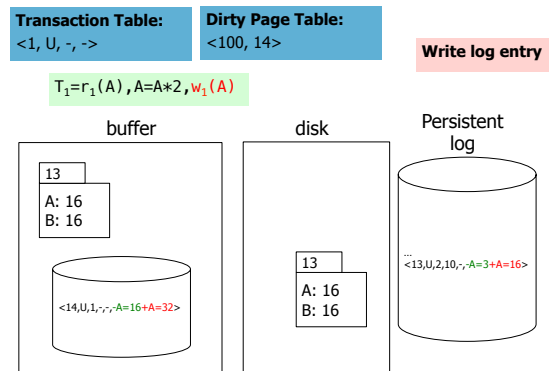 Transaction Table:
<1, U, -, ->
Dirty Page Table:
<100, 14>
Write log entry
T₁=r₁(A),A=A*2,w₁(A)
buffer
disk
Persistent
log
13
A: 16
B: 16
<14,U,1,-,-,-A=16+A=32>
13
A: 16
B: 16
...
<13,U,2,10,-,-A=3+A=16>